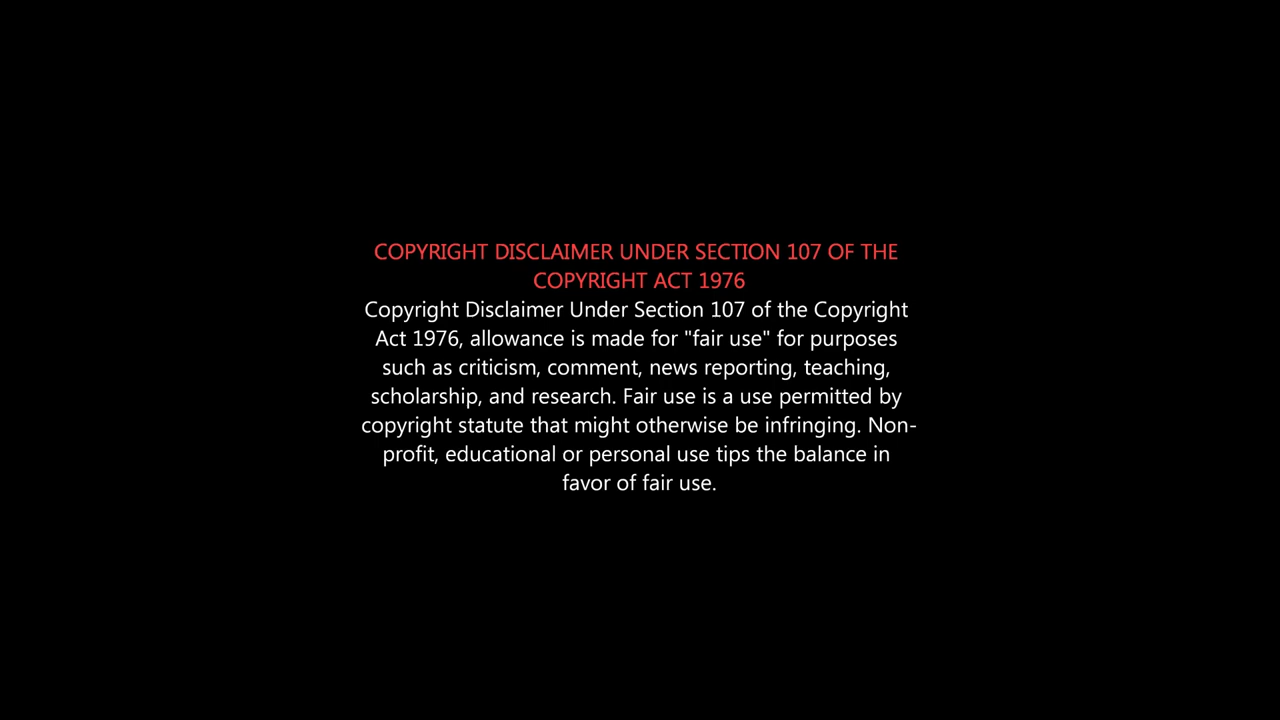 COPYRIGHT DISCLAIMER UNDER SECTION 107 OF THE
COPYRIGHT ACT 1976
Copyright Disclaimer Under Section 107 of the Copyright
Act 1976, allowance is made for "fair use" for purposes
such as criticism, comment, news reporting, teaching,
scholarship, and research. Fair use is a use permitted by
copyright statute that might otherwise be infringing. Non-
profit, educational or personal use tips the balance in
favor of fair use.